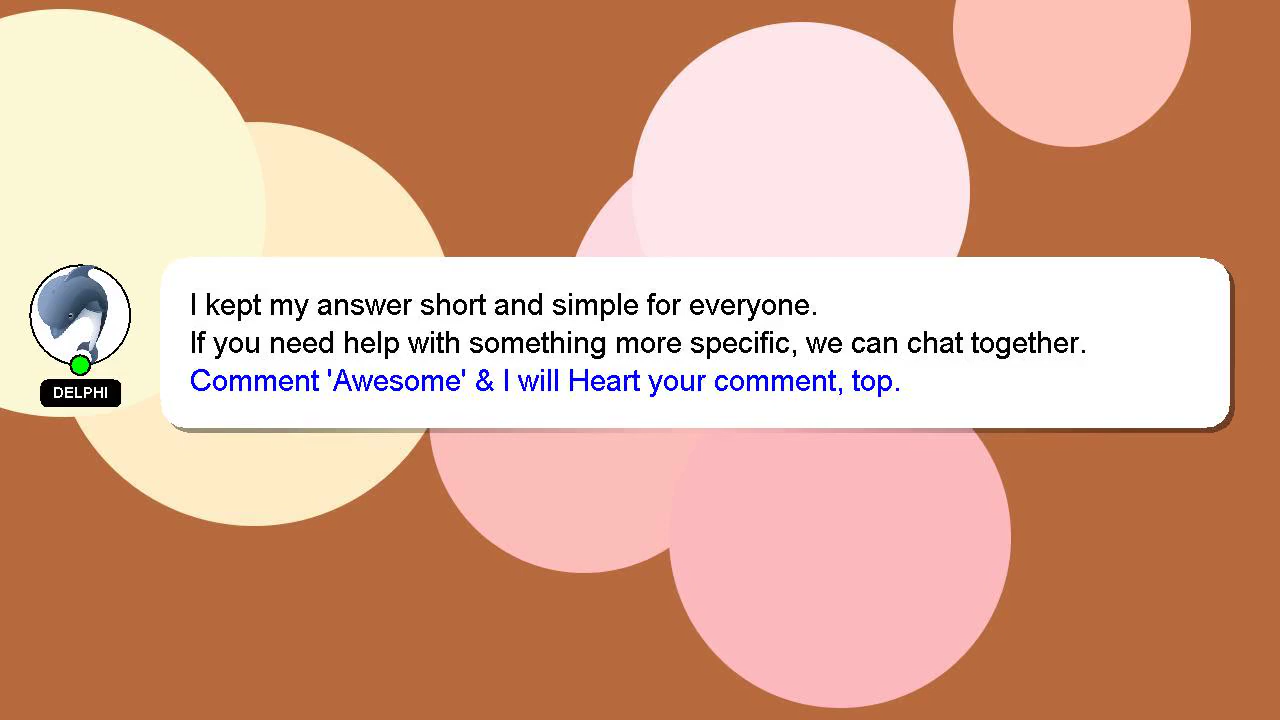 I kept my answer short and simple for everyone.
If you need help with something more specific, we can chat together.
Comment 'Awesome' & I will Heart your comment, top.
DELPHI